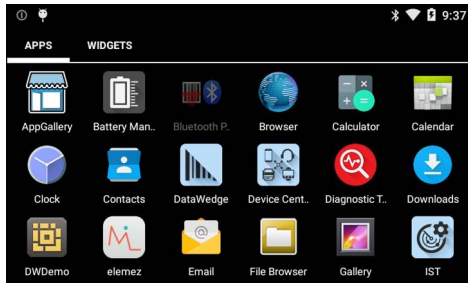 9:37
APPS WIDGETS
AppGallery Battery Man.. Bluetooth P.. Browser Calculator Calendar
Clock Contacts DataWedge Device Cent.. Diagnostic T.. Downloads
DWDemo elemez Email File Browser Gallery IST